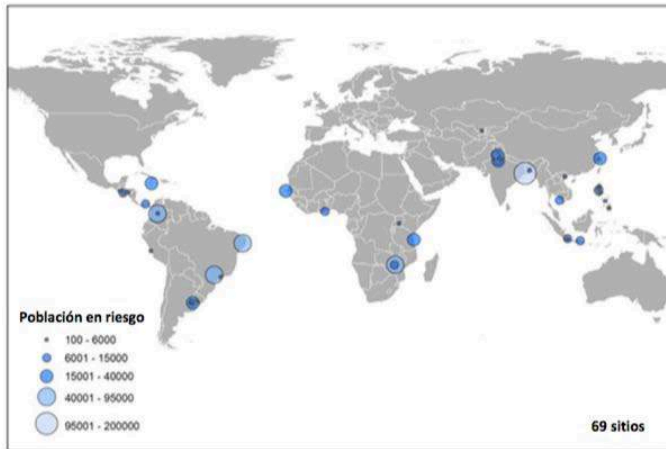 Población en riesgo
100 - 6000
6001 - 15000
15001 - 40000
40001 - 95000
95001 - 200000
69 sitios